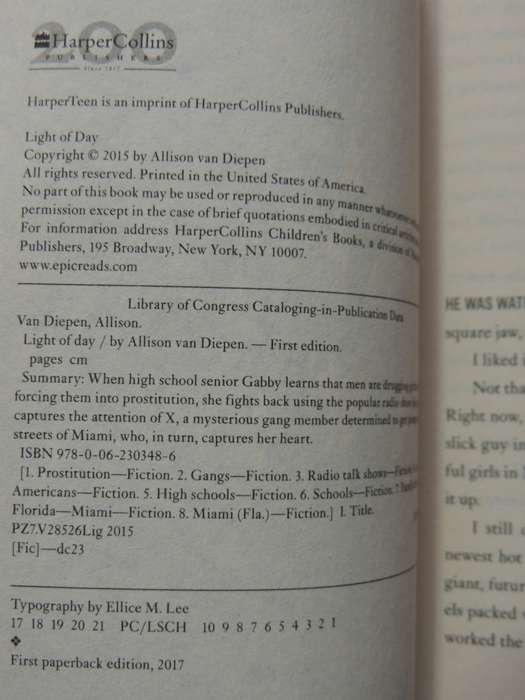 200
HarperCollins
PUBLISHERS
Since 1817
HarperTeen is an imprint of HarperCollins Publishers.
Light of Day
Copyright © 2015 by Allison van Diepen
All rights reserved. Printed in the United States of America.
No part of this book may be used or reproduced in any manner whatsoever
permission except in the case of brief quotations embodied in critical
For information address HarperCollins Children's Books, a division of
Publishers, 195 Broadway, New York, NY 10007.
www.epicreads.com
Library of Congress Cataloging-in-Publication Data
Van Diepen, Allison.
Light of day / by Allison van Diepen. — First edition.
pages cm
Summary: When high school senior Gabby learns that men are drugging
forcing them into prostitution, she fights back using the popular radio show
captures the attention of X, a mysterious gang member determined to get
streets of Miami, who, in turn, captures her heart.
ISBN 978-0-06-230348-6
[1. Prostitution—Fiction. 2. Gangs—Fiction. 3. Radio talk shows—Fiction.
Americans—Fiction. 5. High schools—Fiction. 6. Schools—Fiction. 7.
Florida—Miami—Fiction. 8. Miami (Fla.)—Fiction.] I. Title.
PZ7.V28526Lig 2015
[Fic]—dc23
Typography by Ellice M. Lee
17 18 19 20 21 PC/LSCH 10 9 8 7 6 5 4 3 2 1
❖
First paperback edition, 2017
HE WAS WAT
square jaw,
I liked
Not tha
Right now,
slick guy in
ful girls in
it up.
I still
newest hot
giant, futur
els packed
worked the